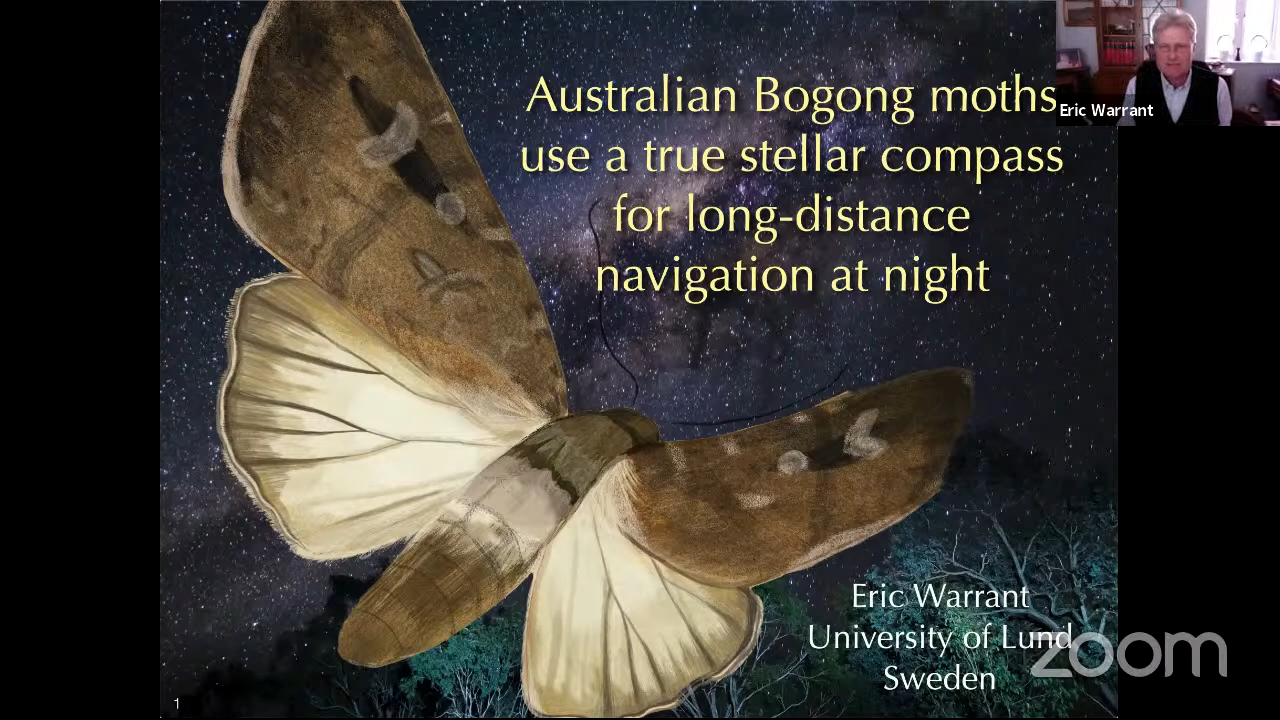 Australian Bogong moths
use a true stellar compass
for long-distance
navigation at night
Eric Warrant
Eric Warrant
University of Lund
Sweden
zoom
1